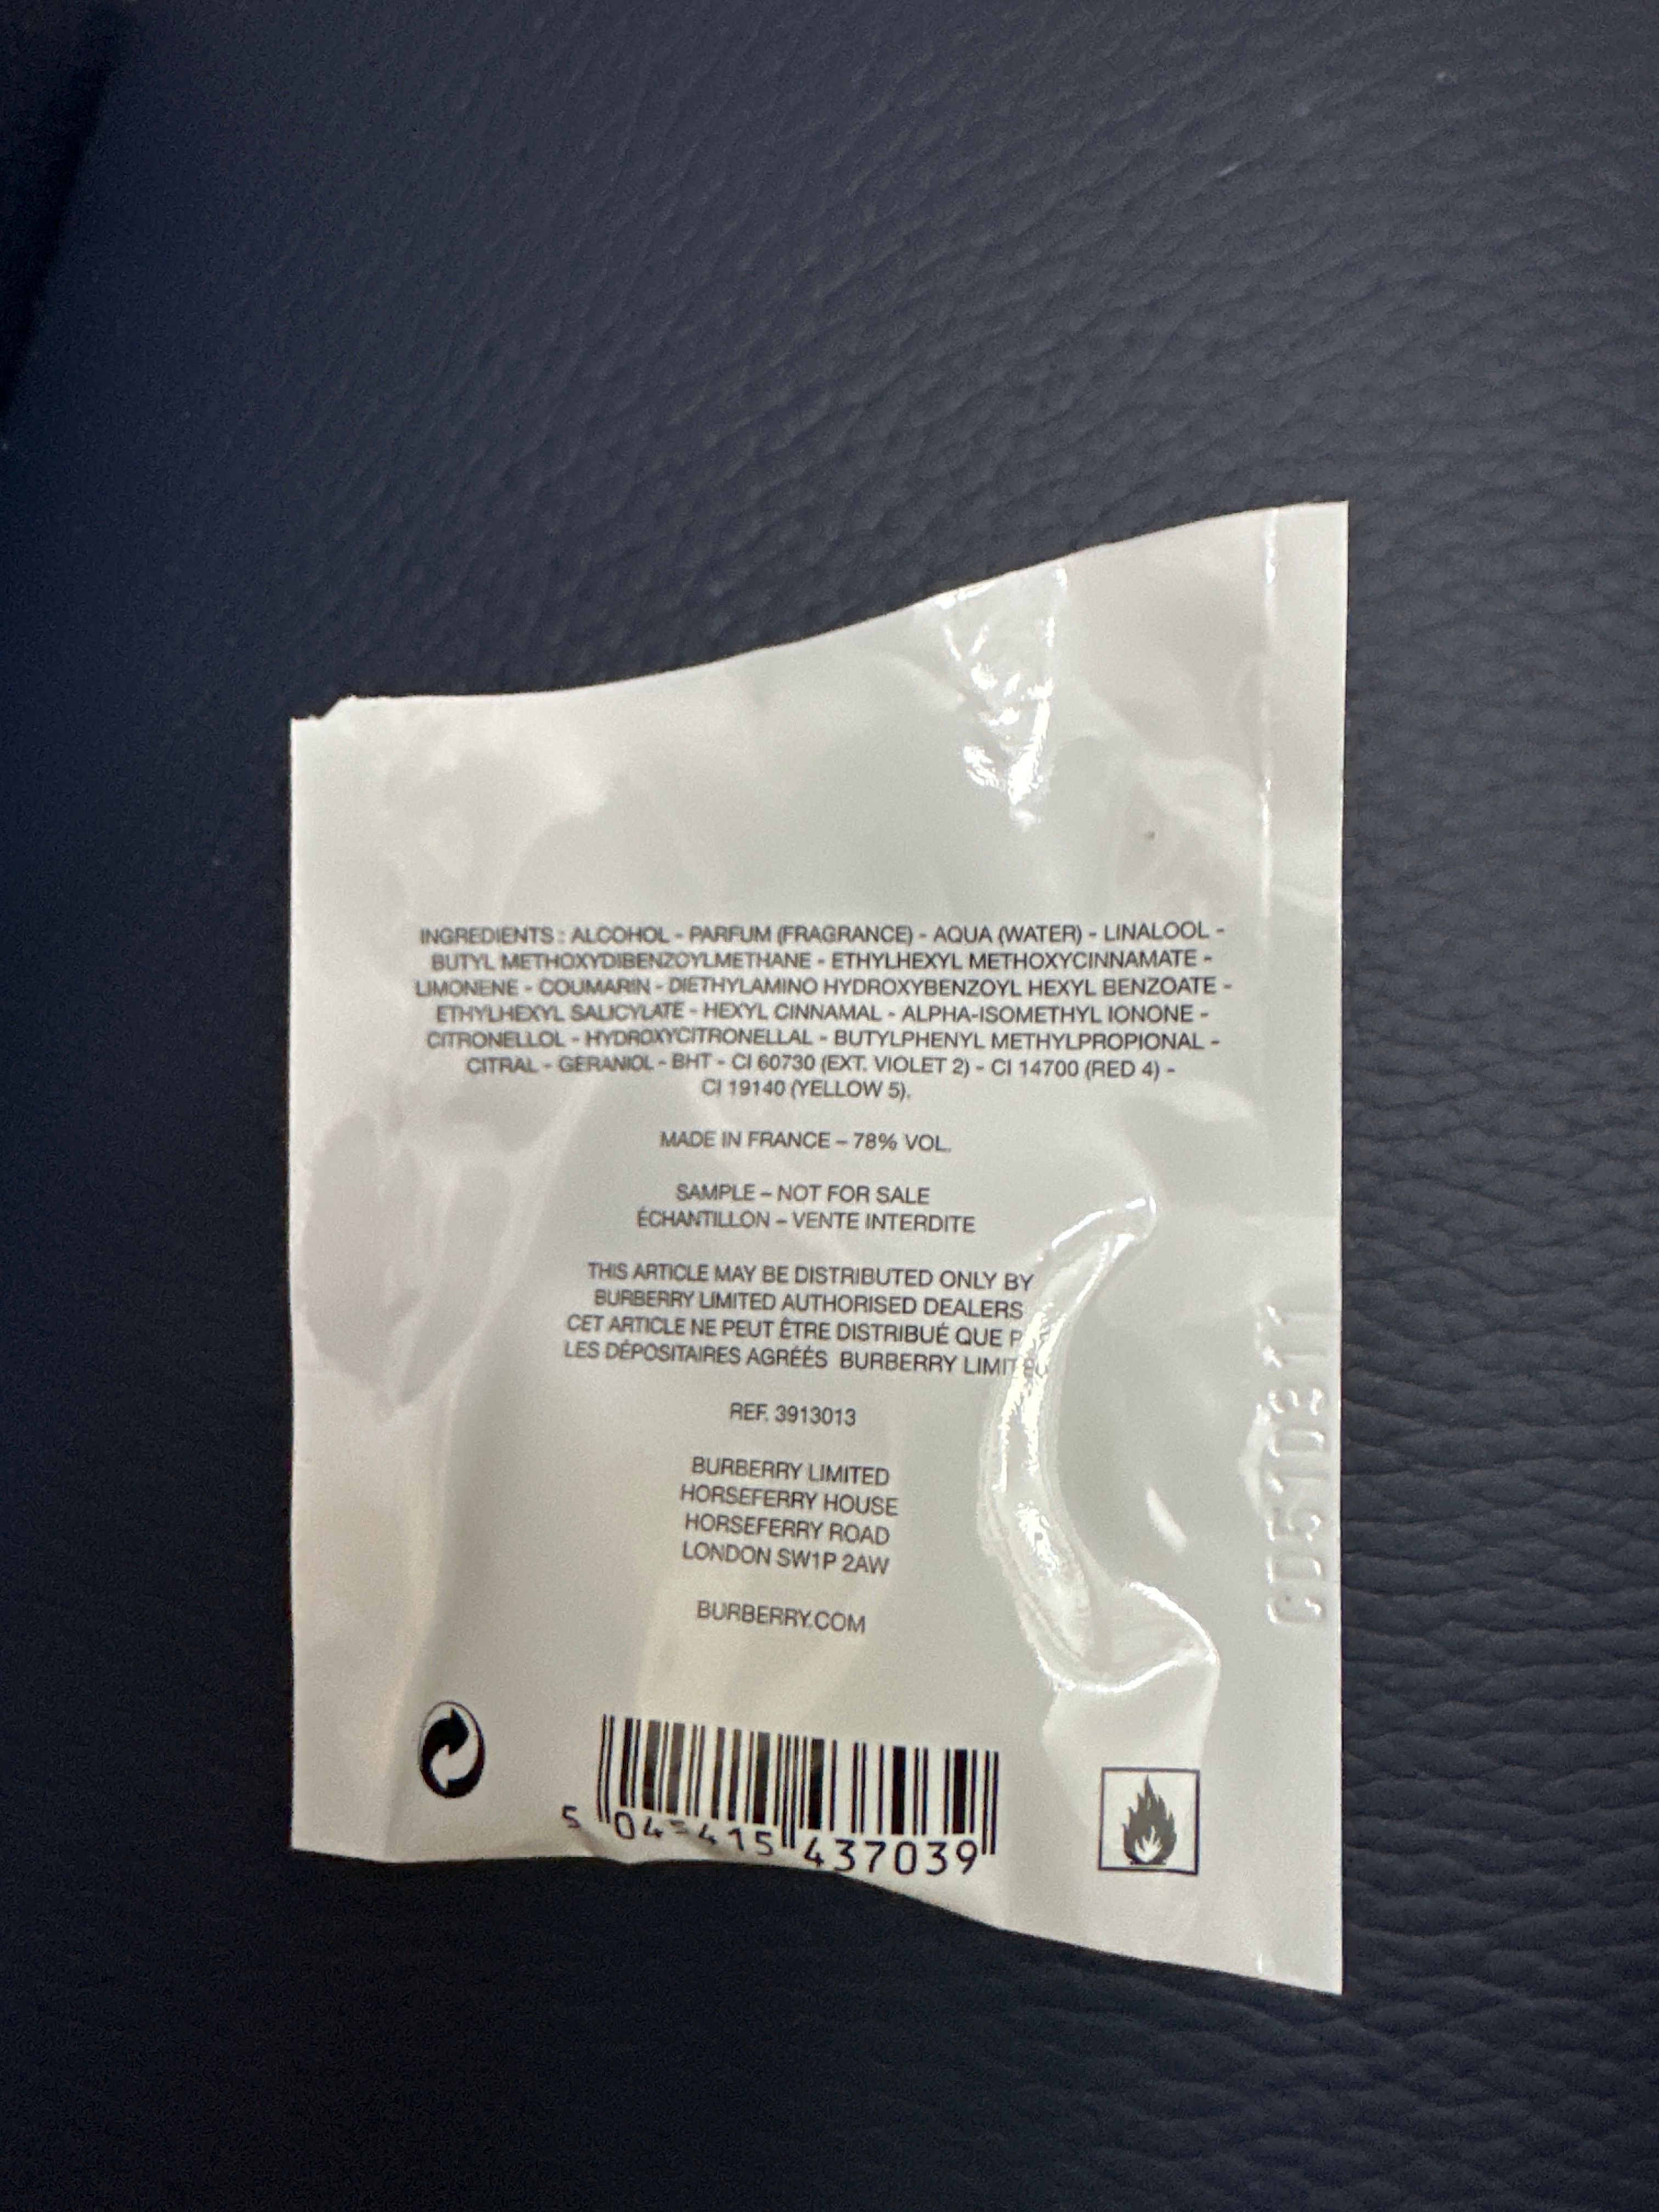 INGREDIENTS : ALCOHOL - PARFUM (FRAGRANCE) - AQUA (WATER) - LINALOOL -
BUTYL METHOXYDIBENZOYLMETHANE - ETHYLHEXYL METHOXYCINNAMATE -
LIMONENE - COUMARIN - DIETHYLAMINO HYDROXYBENZOYL HEXYL BENZOATE -
ETHYLHEXYL SALICYLATE - HEXYL CINNAMAL - ALPHA-ISOMETHYL IONONE -
CITRONELLOL - HYDROXYCITRONELLAL - BUTYLPHENYL METHYLPROPIONAL -
CITRAL - GERANIOL - BHT - CI 60730 (EXT. VIOLET 2) - CI 14700 (RED 4) -
CI 19140 (YELLOW 5).
MADE IN FRANCE – 78% VOL.
SAMPLE – NOT FOR SALE
ÉCHANTILLON – VENTE INTERDITE
THIS ARTICLE MAY BE DISTRIBUTED ONLY BY
BURBERRY LIMITED AUTHORISED DEALERS
CET ARTICLE NE PEUT ÊTRE DISTRIBUÉ QUE
LES DÉPOSITAIRES AGRÉÉS BURBERRY
REF. 3913013
BURBERRY LIMITED
HORSEFERRY HOUSE
HORSEFERRY ROAD
LONDON SW1P 2AW
BURBERRY.COM
5 437039